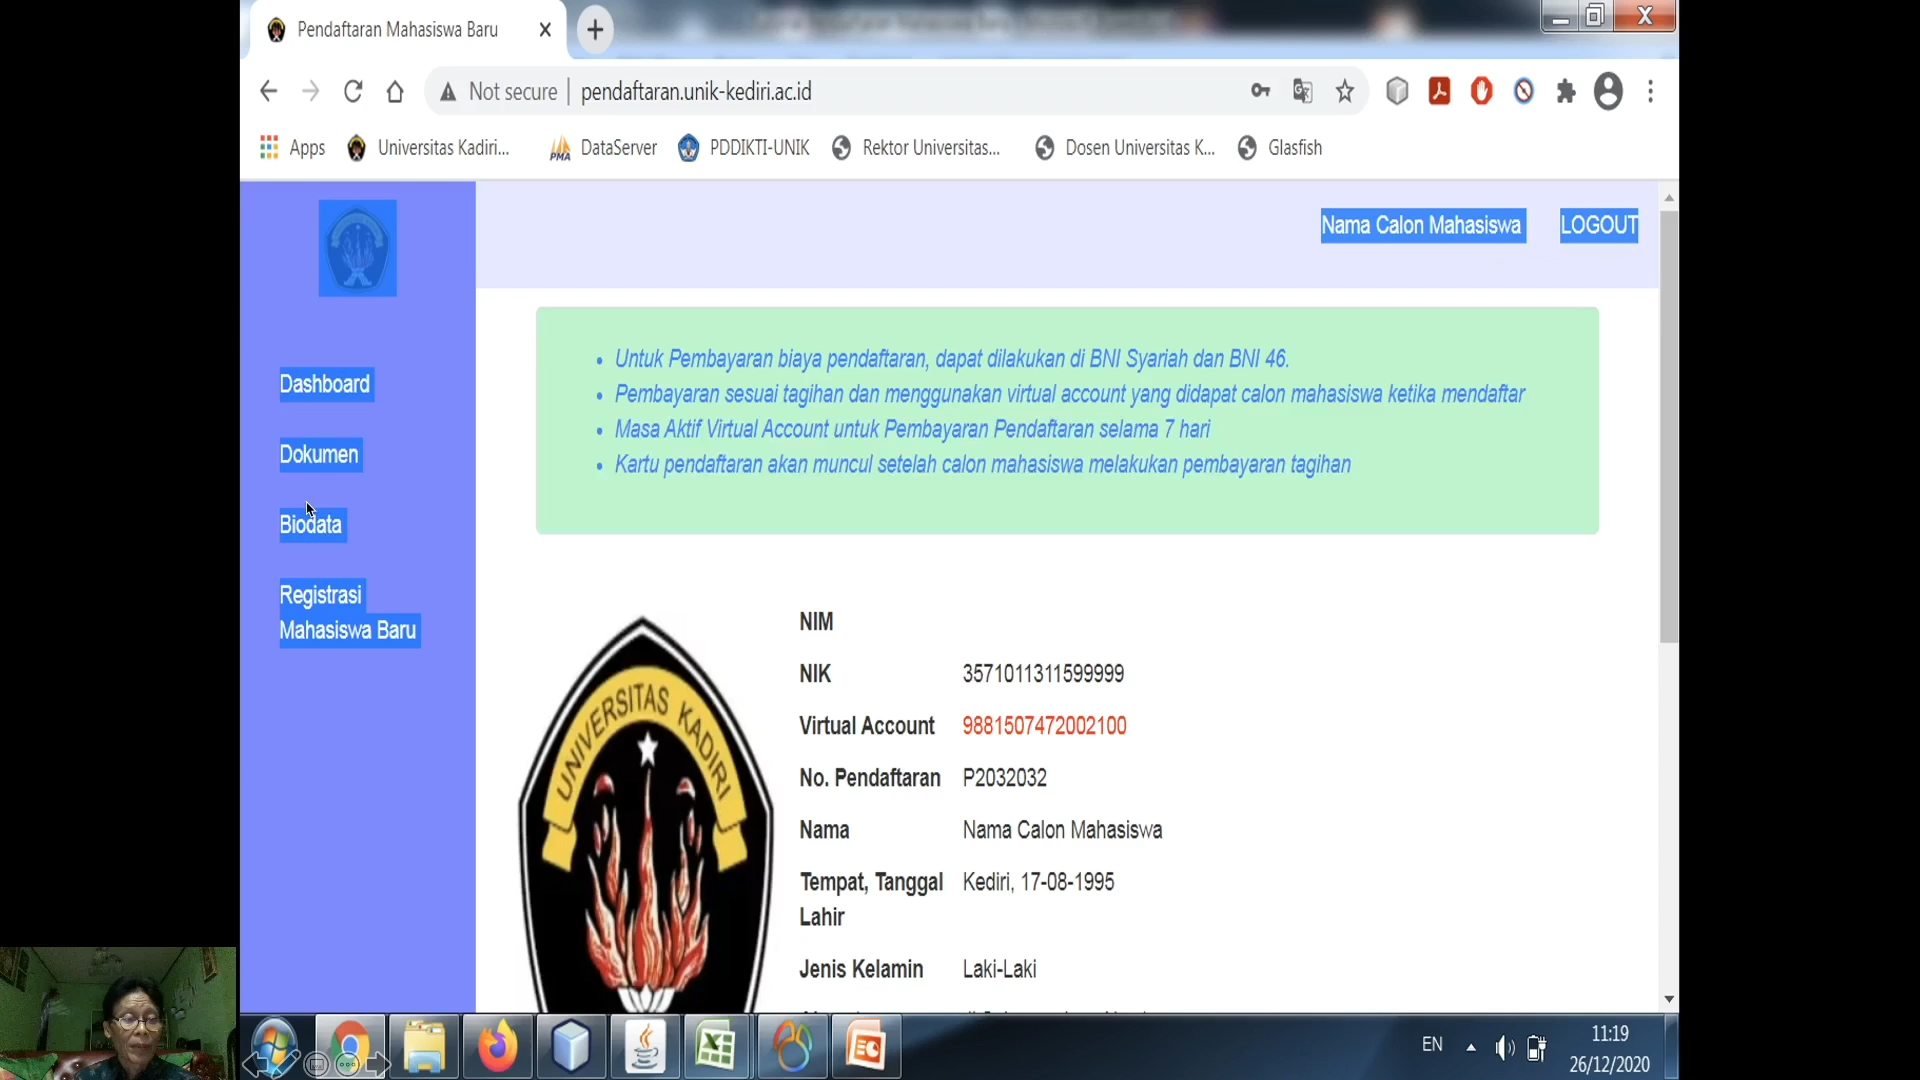 Pendaftaran Mahasiswa Baru
Not secure
pendaftaran.unik-kediri.ac.id
Apps
Universitas Kadiri...
PMA
DataServer
PDDIKTI-UNIK
Rektor Universitas...
Dosen Universitas K...
Glasfish
Nama Calon Mahasiswa
LOGOUT
Dashboard
Dokumen
Biodata
Registrasi
Mahasiswa Baru
• Untuk Pembayaran biaya pendaftaran, dapat dilakukan di BNI Syariah dan BNI 46.
• Pembayaran sesuai tagihan dan menggunakan virtual account yang didapat calon mahasiswa ketika mendaftar
• Masa Aktif Virtual Account untuk Pembayaran Pendaftaran selama 7 hari
• Kartu pendaftaran akan muncul setelah calon mahasiswa melakukan pembayaran tagihan
UNIVERSITAS KADIRI
NIM
NIK 3571011311599999
Virtual Account 9881507472002100
No. Pendaftaran P2032032
Nama Nama Calon Mahasiswa
Tempat, Tanggal Kediri, 17-08-1995
Lahir
Jenis Kelamin Laki-Laki
EN
11:19
26/12/2020